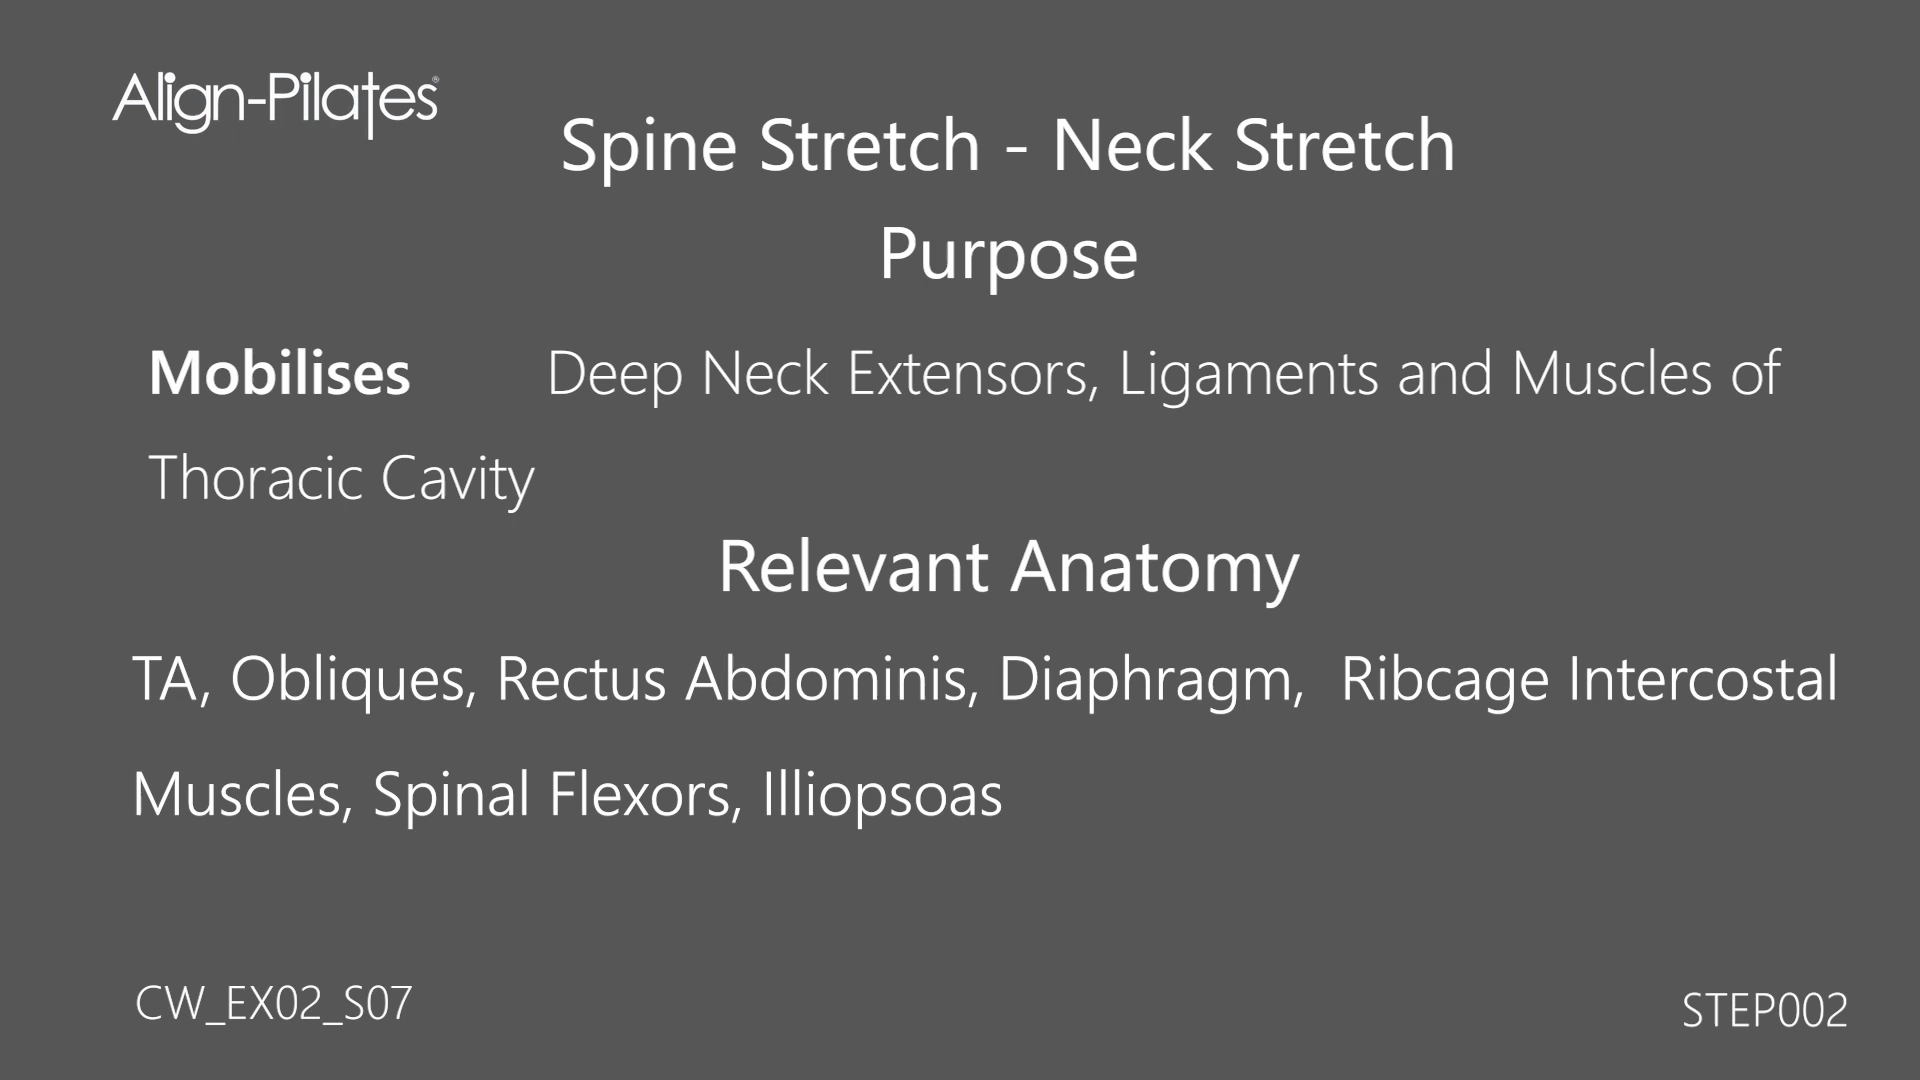 Align-Pilates®
Spine Stretch - Neck Stretch
Purpose
Mobilises Deep Neck Extensors, Ligaments and Muscles of
Thoracic Cavity
Relevant Anatomy
TA, Obliques, Rectus Abdominis, Diaphragm, Ribcage Intercostal
Muscles, Spinal Flexors, Illiopsoas
CW_EX02_S07
STEP002